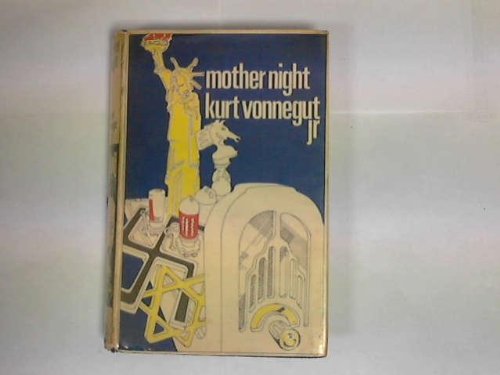 mother night
kurt vonnegut
jr